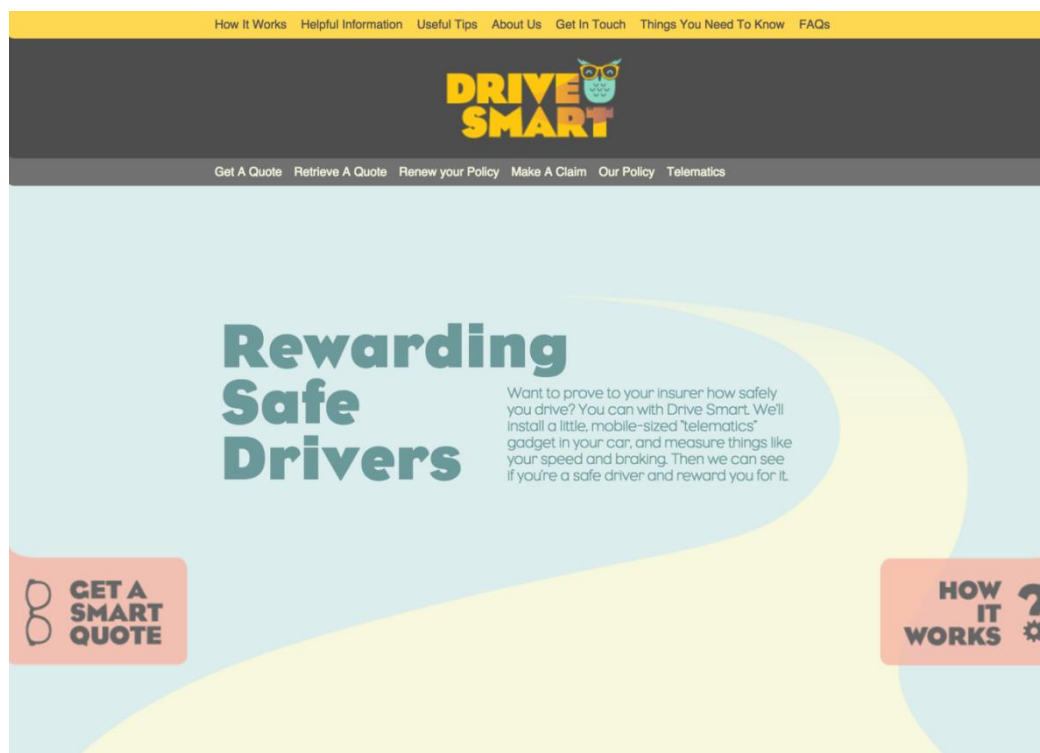 How It Works Helpful Information Useful Tips About Us Get In Touch Things You Need To Know FAQs
DRIVE
SMART
Get A Quote Retrieve A Quote Renew your Policy Make A Claim Our Policy Telematics
Rewarding
Safe
Drivers
Want to prove to your insurer how safely
you drive? You can with Drive Smart. We'll
install a little, mobile-sized "telematics"
gadget in your car, and measure things like
your speed and braking. Then we can see
if you're a safe driver and reward you for it.
GET A
SMART
QUOTE
HOW
IT
WORKS
?